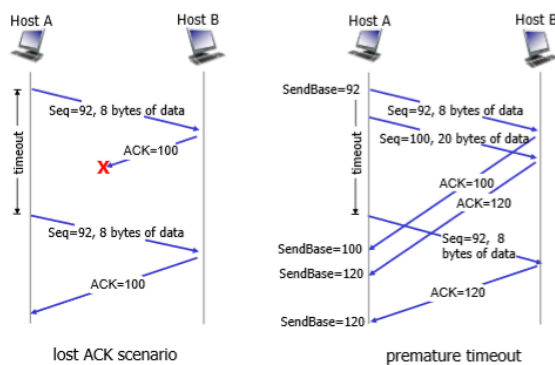 Host A
Host B
Seq=92, 8 bytes of data
ACK=100
X
timeout
Seq=92, 8 bytes of data
ACK=100
lost ACK scenario
Host A
Host B
SendBase=92
Seq=92, 8 bytes of data
Seq=100, 20 bytes of data
timeout
ACK=100
ACK=120
Seq=92, 8
bytes of data
SendBase=100
SendBase=120
ACK=120
SendBase=120
premature timeout